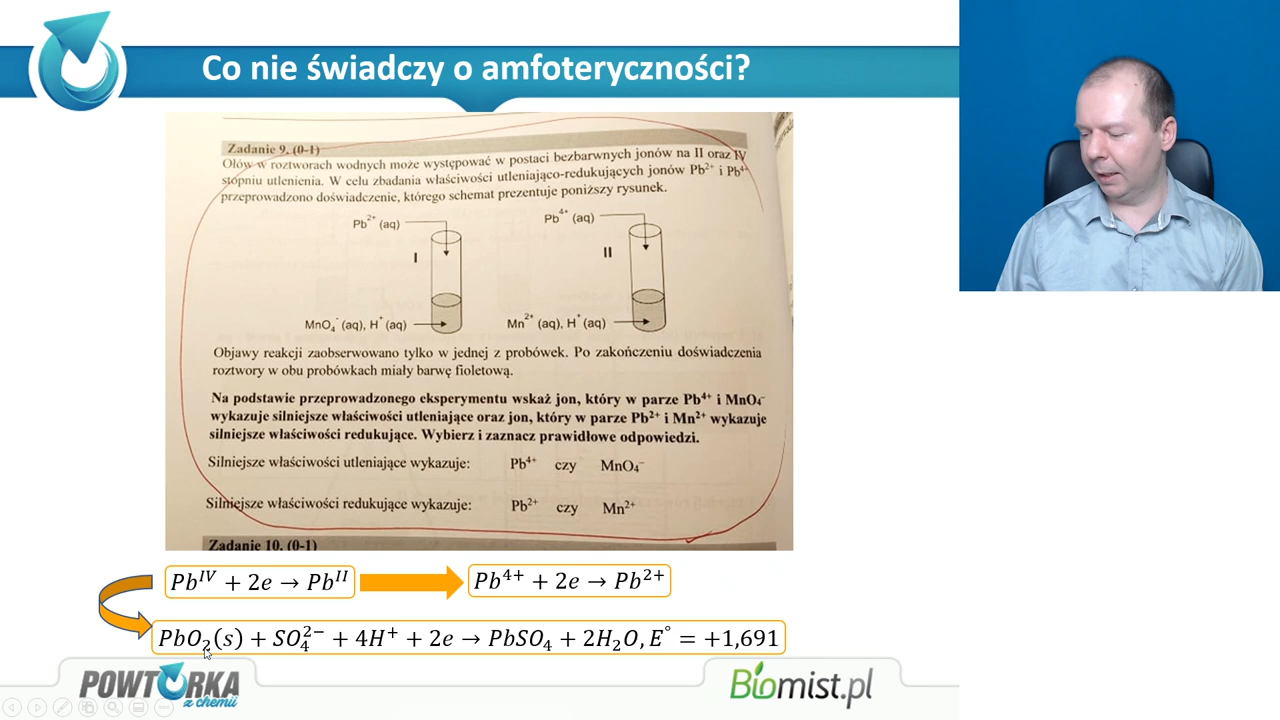 Co nie świadczy o amfoteryczności?
Zadanie 9. (0-1)
Ołów w roztworach wodnych może występować w postaci bezbarwnych jonów na II oraz IV
stopniu utlenienia. W celu zbadania właściwości utleniająco-redukujących jonów Pb²⁺ i Pb⁴⁺
przeprowadzono doświadczenie, którego schemat prezentuje poniższy rysunek.
Pb²⁺ (aq)
Pb⁴⁺ (aq)
I
II
MnO₄⁻ (aq), H⁺ (aq)
Mn²⁺ (aq), H⁺ (aq)
Objawy reakcji zaobserwowano tylko w jednej z probówek. Po zakończeniu doświadczenia
roztwory w obu probówkach miały barwę fioletową.
Na podstawie przeprowadzonego eksperymentu wskaż jon, który w parze Pb⁴⁺ i MnO₄⁻
wykazuje silniejsze właściwości utleniające oraz jon, który w parze Pb²⁺ i Mn²⁺ wykazuje
silniejsze właściwości redukujące. Wybierz i zaznacz prawidłowe odpowiedzi.
Silniejsze właściwości utleniające wykazuje: Pb⁴⁺ czy MnO₄⁻
Silniejsze właściwości redukujące wykazuje: Pb²⁺ czy Mn²⁺
Zadanie 10. (0-1)
Pb^{IV} + 2e → Pb^{II}
Pb⁴⁺ + 2e → Pb²⁺
PbO₂(s) + SO₄²⁻ + 4H⁺ + 2e → PbSO₄ + 2H₂O, E° = +1,691
POWTÓRKA
z chemii
Biomist.pl